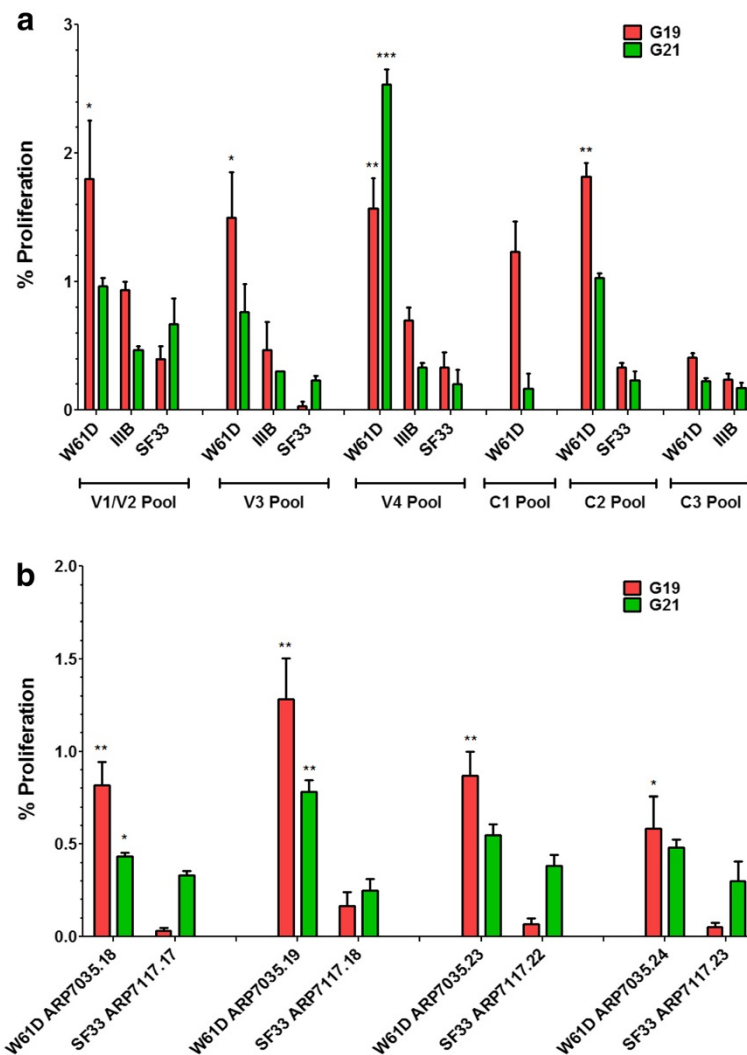 a
3
2
1
0
% Proliferation
G19
G21
*
*
**
***
**
W61D
IIIB
SF33
W61D
IIIB
SF33
W61D
IIIB
SF33
W61D
W61D
SF33
W61D
IIIB
V1/V2 Pool
V3 Pool
V4 Pool
C1 Pool
C2 Pool
C3 Pool
b
2.0
1.5
1.0
0.5
0.0
% Proliferation
G19
G21
**
*
**
**
**
*
W61D ARP7035.18
SF33 ARP7117.17
W61D ARP7035.19
SF33 ARP7117.18
W61D ARP7035.23
SF33 ARP7117.22
W61D ARP7035.24
SF33 ARP7117.23